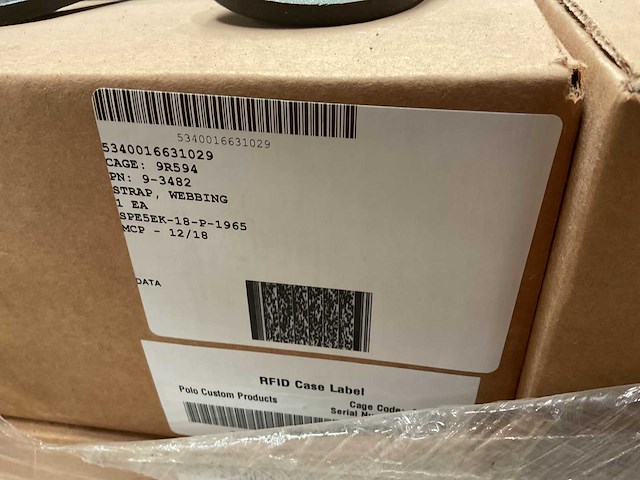 5340016631029
5340016631029
CAGE: 9R594
PN: 9-3482
STRAP, WEBBING
1 EA
SPE5EK-18-P-1965
MCP - 12/18
DATA
RFID Case Label
Polo Custom Products
Cage Code:
Serial